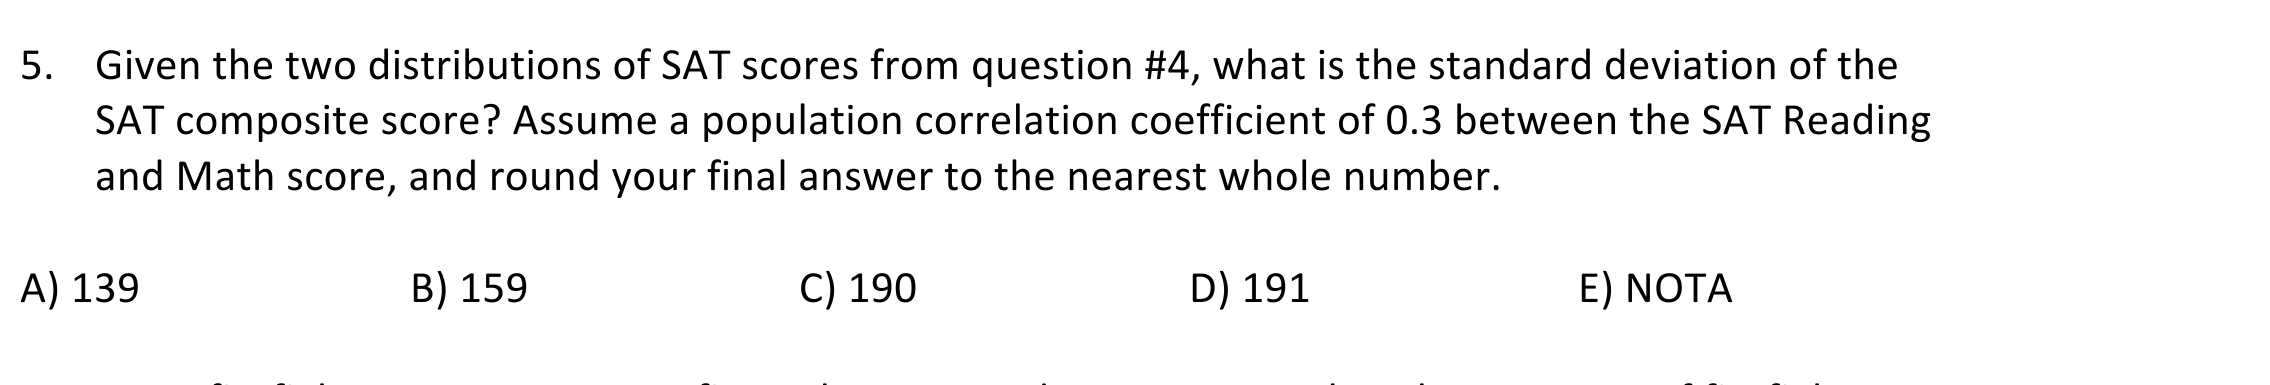 5. Given the two distributions of SAT scores from question #4, what is the standard deviation of the
SAT composite score? Assume a population correlation coefficient of 0.3 between the SAT Reading
and Math score, and round your final answer to the nearest whole number.
A) 139 B) 159 C) 190 D) 191 E) NOTA